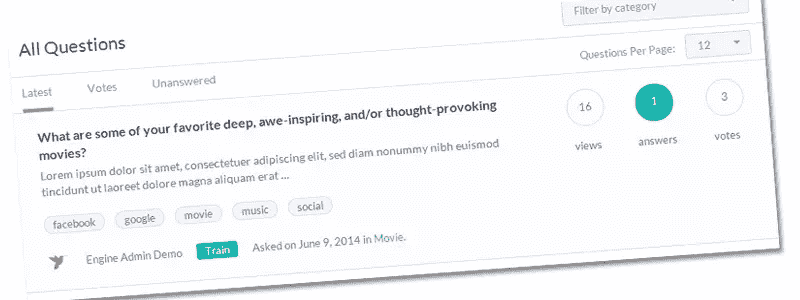 Filter by category
All Questions
Questions Per Page: 12
Latest Votes Unanswered
What are some of your favorite deep, awe-inspiring, and/or thought-provoking
movies?
Lorem ipsum dolor sit amet, consectetuer adipiscing elit, sed diam nonummy nibh euismod
tincidunt ut laoreet dolore magna aliquam erat ...
16 1 3
views answers votes
facebook google movie music social
Engine Admin Demo Train Asked on June 9, 2014 in Movie.